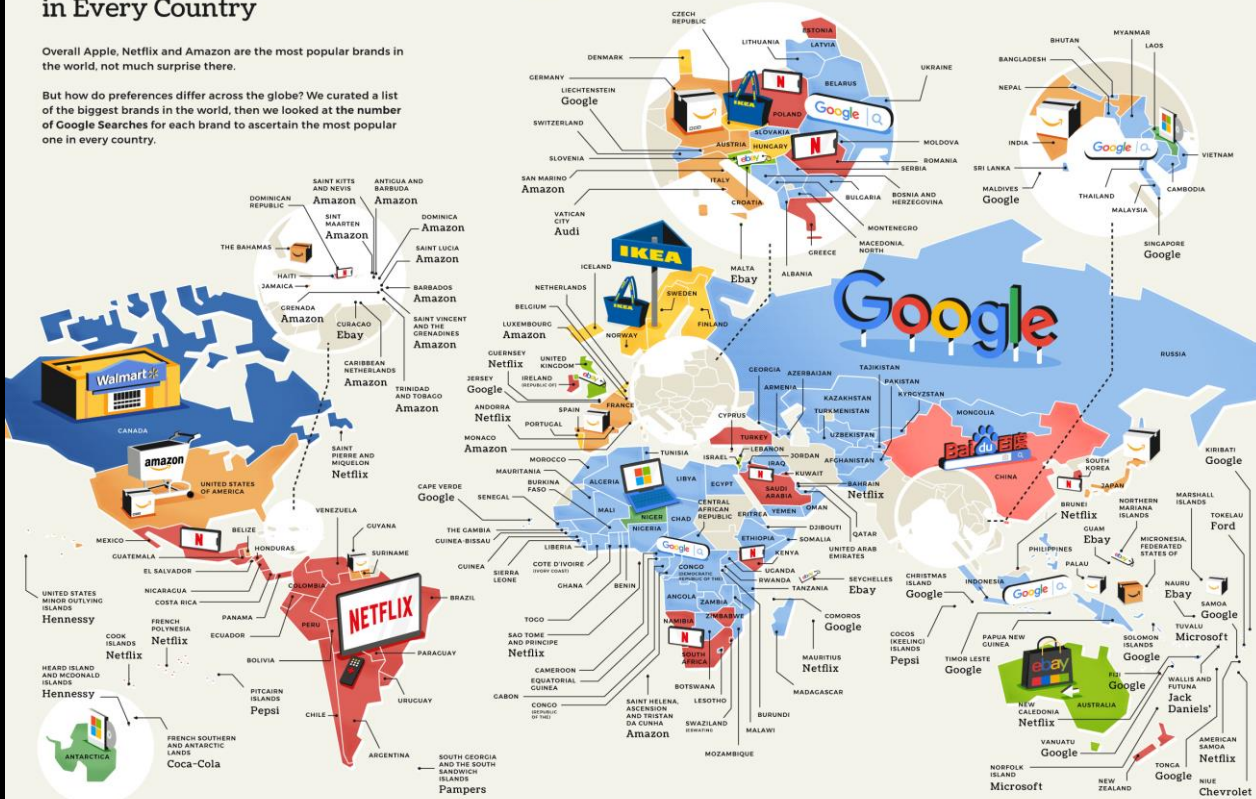 in Every Country
Overall Apple, Netflix and Amazon are the most popular brands in
the world, not much surprise there.
But how do preferences differ across the globe? We curated a list
of the biggest brands in the world, then we looked at the number
of Google Searches for each brand to ascertain the most popular
one in every country.
CZECH
REPUBLIC
ESTONIA
LITHUANIA
LATVIA
DENMARK
BELARUS
UKRAINE
GERMANY
LIECHTENSTEIN
Google
N
IKEA
POLAND
Google
SWITZERLAND
SLOVAKIA
AUSTRIA
HUNGARY
N
MOLDOVA
SLOVENIA
ebay
ROMANIA
SERBIA
SAN MARINO
Amazon
ITALY
CROATIA
BULGARIA
BOSNIA AND
HERZEGOVINA
VATICAN
CITY
Audi
MONTENEGRO
MACEDONIA,
NORTH
GREECE
MALTA
Ebay
ALBANIA
BHUTAN
MYANMAR
LAOS
BANGLADESH
NEPAL
INDIA
Google
VIETNAM
SRI LANKA
CAMBODIA
MALDIVES
Google
THAILAND
MALAYSIA
SINGAPORE
Google
SAINT KITTS
AND NEVIS
Amazon
ANTIGUA AND
BARBUDA
Amazon
DOMINICAN
REPUBLIC
SINT
MAARTEN
Amazon
DOMINICA
Amazon
THE BAHAMAS
SAINT LUCIA
Amazon
HAITI
N
JAMAICA
BARBADOS
Amazon
GRENADA
Amazon
CURACAO
Ebay
SAINT VINCENT
AND THE
GRENADINES
Amazon
CARIBBEAN
NETHERLANDS
Amazon
TRINIDAD
AND TOBAGO
Amazon
IKEA
ICELAND
NETHERLANDS
SWEDEN
BELGIUM
FINLAND
LUXEMBOURG
Amazon
NORWAY
GUERNSEY
Netflix
UNITED
KINGDOM
ebay
JERSEY
Google
IRELAND
(REPUBLIC OF)
ANDORRA
Netflix
SPAIN
FRANCE
PORTUGAL
MONACO
Amazon
Google
RUSSIA
GEORGIA
AZERBAIJAN
TAJIKISTAN
ARMENIA
PAKISTAN
KAZAKHSTAN
KYRGYZSTAN
TURKMENISTAN
MONGOLIA
CYPRUS
UZBEKISTAN
TURKEY
LEBANON
AFGHANISTAN
ISRAEL
JORDAN
IRAQ
KUWAIT
N
BAHRAIN
Netflix
SAUDI
ARABIA
OMAN
YEMEN
QATAR
UNITED ARAB
EMIRATES
Bai du 百度
CHINA
SOUTH
KOREA
N
JAPAN
Walmart
CANADA
amazon
UNITED STATES
OF AMERICA
SAINT
PIERRE AND
MIQUELON
Netflix
MEXICO
N
BELIZE
VENEZUELA
GUYANA
GUATEMALA
HONDURAS
SURINAME
EL SALVADOR
NICARAGUA
COLOMBIA
COSTA RICA
BRAZIL
PANAMA
NETFLIX
ECUADOR
PERU
BOLIVIA
PARAGUAY
URUGUAY
CHILE
ARGENTINA
UNITED STATES
MINOR OUTLYING
ISLANDS
Hennessy
COOK
ISLANDS
Netflix
FRENCH
POLYNESIA
Netflix
HEARD ISLAND
AND MCDONALD
ISLANDS
Hennessy
PITCAIRN
ISLANDS
Pepsi
ANTARCTICA
FRENCH SOUTHERN
AND ANTARCTIC
LANDS
Coca-Cola
SOUTH GEORGIA
AND THE SOUTH
SANDWICH
ISLANDS
Pampers
TUNISIA
MOROCCO
MAURITANIA
ALGERIA
LIBYA
EGYPT
CAPE VERDE
Google
BURKINA
FASO
SENEGAL
MALI
NIGER
CHAD
CENTRAL
AFRICAN
REPUBLIC
ERITREA
THE GAMBIA
NIGERIA
DJIBOUTI
GUINEA-BISSAU
ETHIOPIA
SOMALIA
LIBERIA
Google
N
KENYA
GUINEA
COTE D'IVOIRE
(IVORY COAST)
CONGO
(DEMOCRATIC
REPUBLIC OF THE)
UGANDA
SIERRA
LEONE
RWANDA
GHANA
BENIN
TANZANIA
SEYCHELLES
Ebay
ANGOLA
ZAMBIA
TOGO
ZIMBABWE
COMOROS
Google
NAMIBIA
SAO TOME
AND PRINCIPE
Netflix
N
SOUTH
AFRICA
MAURITIUS
Netflix
CAMEROON
EQUATORIAL
GUINEA
BOTSWANA
MADAGASCAR
GABON
LESOTHO
CONGO
(REPUBLIC
OF THE)
SAINT HELENA,
ASCENSION
AND TRISTAN
DA CUNHA
Amazon
BURUNDI
SWAZILAND
MALAWI
MOZAMBIQUE
KIRIBATI
Google
BRUNEI
Netflix
NORTHERN
MARIANA
ISLANDS
MARSHALL
ISLANDS
TOKELAU
Ford
GUAM
Ebay
PHILIPPINES
MICRONESIA,
FEDERATED
STATES OF
PALAU
CHRISTMAS
ISLAND
Google
INDONESIA
Google
NAURU
Ebay
SAMOA
Google
COCOS
(KEELING)
ISLANDS
Pepsi
TIMOR LESTE
Google
PAPUA NEW
GUINEA
SOLOMON
ISLANDS
Google
TUVALU
Microsoft
ebay
FIJI
Google
WALLIS AND
FUTUNA
Jack
Daniels'
NEW
CALEDONIA
Netflix
AUSTRALIA
VANUATU
Google
AMERICAN
SAMOA
Netflix
NORFOLK
ISLAND
Microsoft
NEW
ZEALAND
TONGA
Google
NIUE
Chevrolet